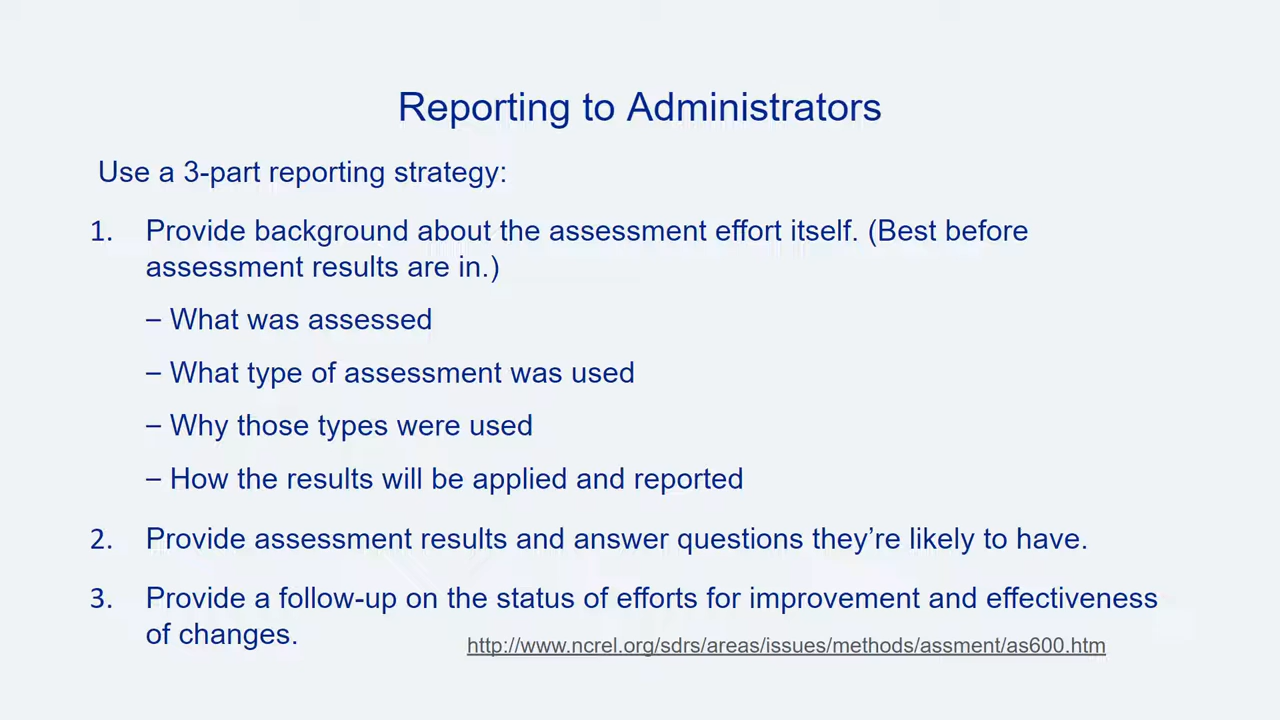 Reporting to Administrators
Use a 3-part reporting strategy:
1. Provide background about the assessment effort itself. (Best before
assessment results are in.)
– What was assessed
– What type of assessment was used
– Why those types were used
– How the results will be applied and reported
2. Provide assessment results and answer questions they’re likely to have.
3. Provide a follow-up on the status of efforts for improvement and effectiveness
of changes.
http://www.ncrel.org/sdrs/areas/issues/methods/assment/as600.htm